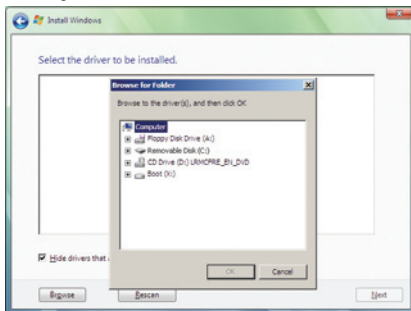 Install Windows
Select the driver to be installed.
Browse for Folder
Browse to the driver(s), and then click OK
Computer
Floppy Disk Drive (A:)
Removable Disk (C:)
CD Drive (D:) LRMCFRE_EN_DVD
Boot (X:)
Hide drivers that
OK Cancel
Browse Rescan Next